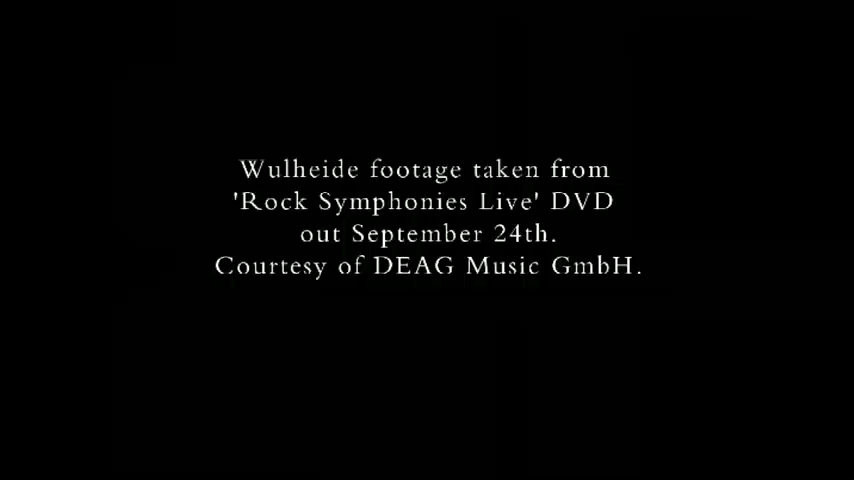 Wulheide footage taken from
'Rock Symphonies Live' DVD
out September 24th.
Courtesy of DEAG Music GmbH.